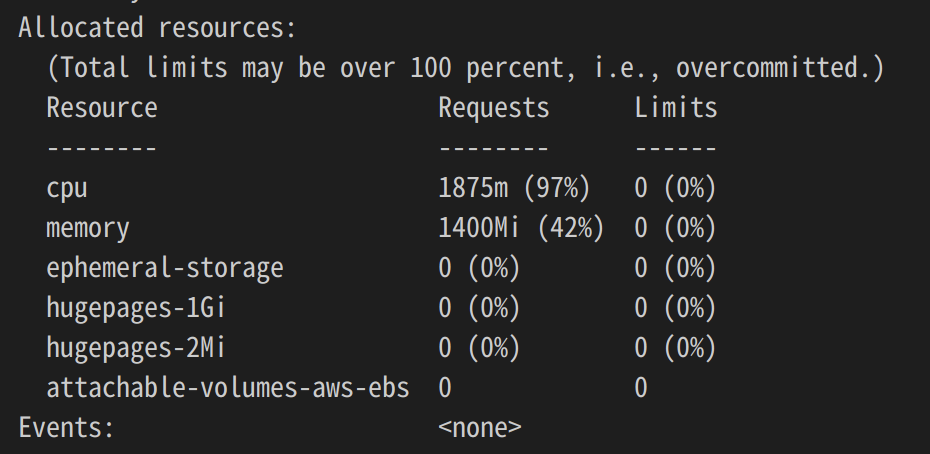 Allocated resources:
  (Total limits may be over 100 percent, i.e., overcommitted.)
  Resource                    Requests      Limits
  --------                    --------      ------
  cpu                         1875m (97%)   0 (0%)
  memory                      1400Mi (42%)  0 (0%)
  ephemeral-storage           0 (0%)        0 (0%)
  hugepages-1Gi               0 (0%)        0 (0%)
  hugepages-2Mi               0 (0%)        0 (0%)
  attachable-volumes-aws-ebs  0             0
Events:                       <none>